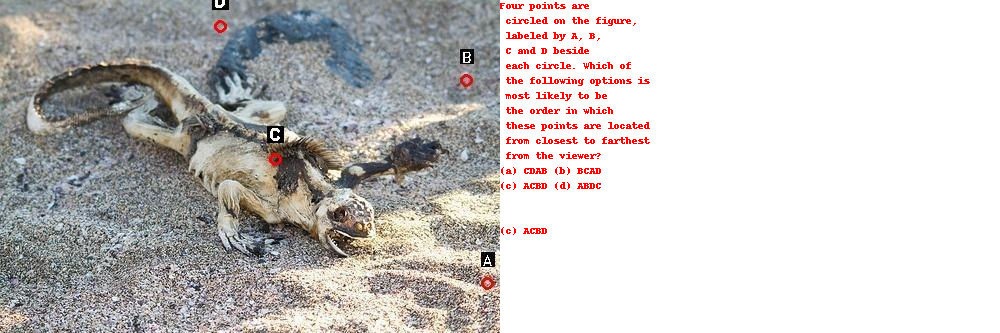 D
B
C
A
Four points are
circled on the figure,
labeled by A, B,
C and D beside
each circle. Which of
the following options is
most likely to be
the order in which
these points are located
from closest to farthest
from the viewer?
(a) CDAB (b) BCAD
(c) ACBD (d) ABDC
(c) ACBD